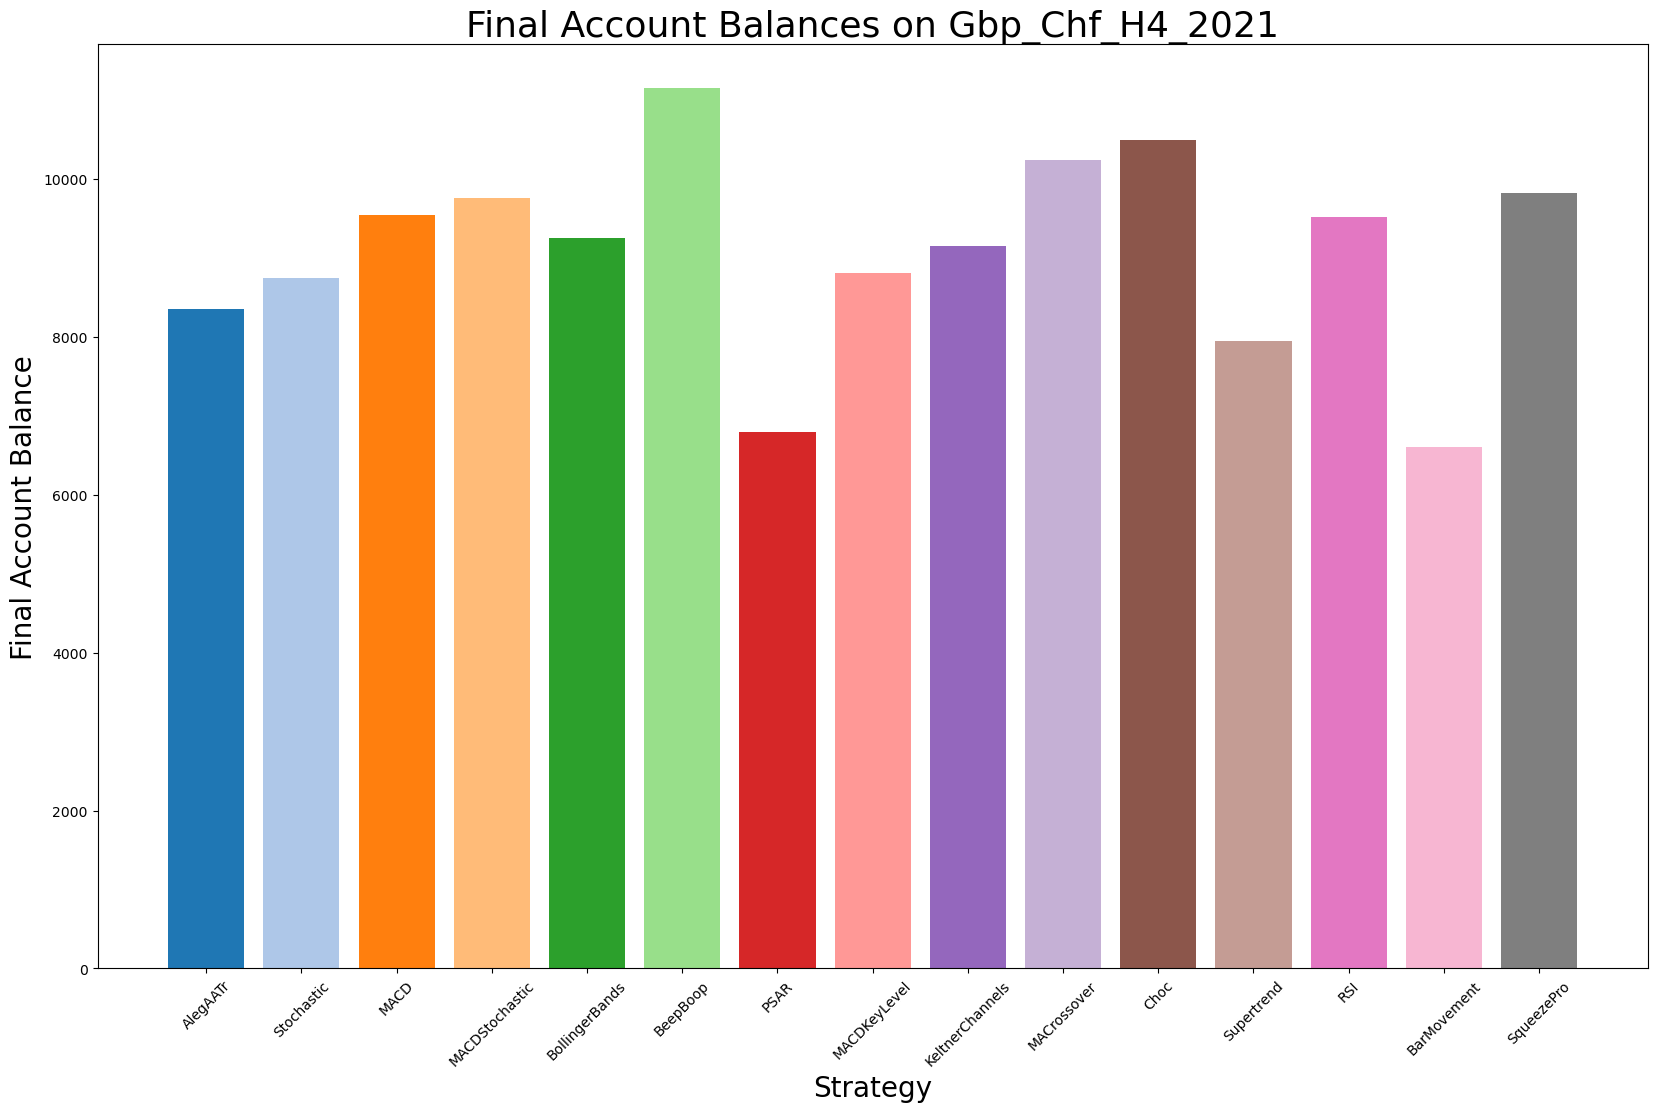 Final Account Balances on Gbp_Chf_H4_2021
Final Account Balance
10000
8000
6000
4000
2000
0
AlegAATr
Stochastic
MACD
MACDStochastic
BollingerBands
BeepBoop
PSAR
MACDKeyLevel
KeltnerChannels
MACrossover
Choc
Supertrend
RSI
BarMovement
SqueezePro
Strategy